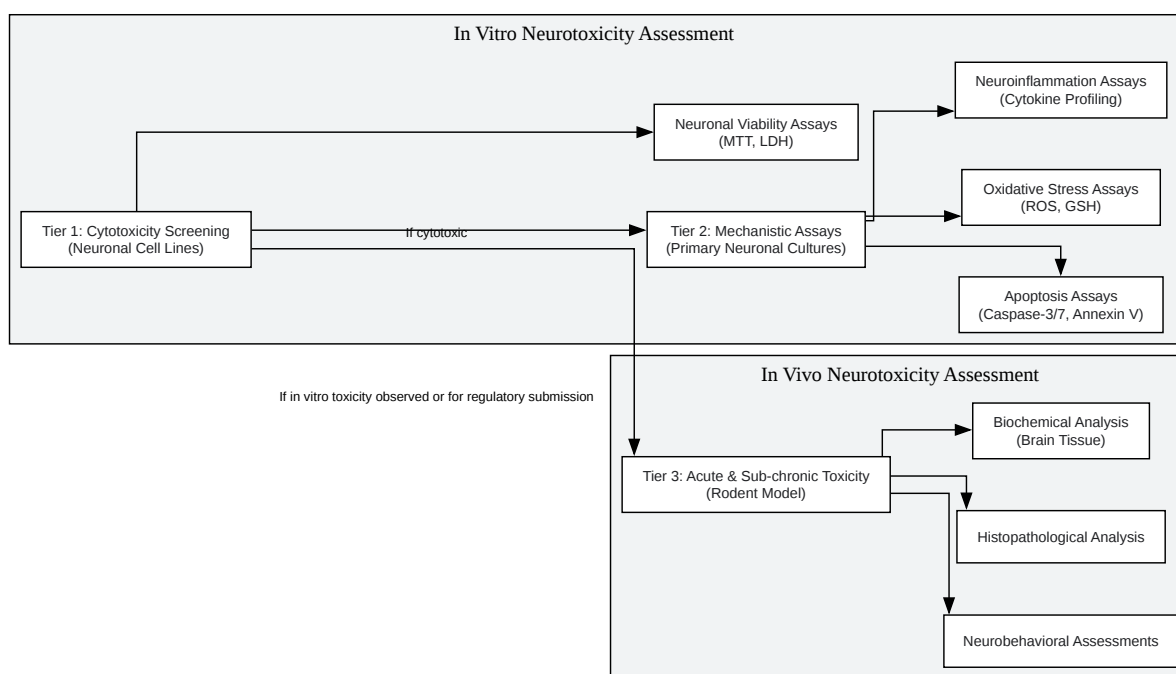 In Vitro Neurotoxicity Assessment
Neuroinflammation Assays
(Cytokine Profiling)
Neuronal Viability Assays
(MTT, LDH)
Oxidative Stress Assays
(ROS, GSH)
Tier 1: Cytotoxicity Screening
(Neuronal Cell Lines)
If cytotoxic
Tier 2: Mechanistic Assays
(Primary Neuronal Cultures)
Apoptosis Assays
(Caspase-3/7, Annexin V)
In Vivo Neurotoxicity Assessment
If in vitro toxicity observed or for regulatory submission
Biochemical Analysis
(Brain Tissue)
Tier 3: Acute & Sub-chronic Toxicity
(Rodent Model)
Histopathological Analysis
Neurobehavioral Assessments